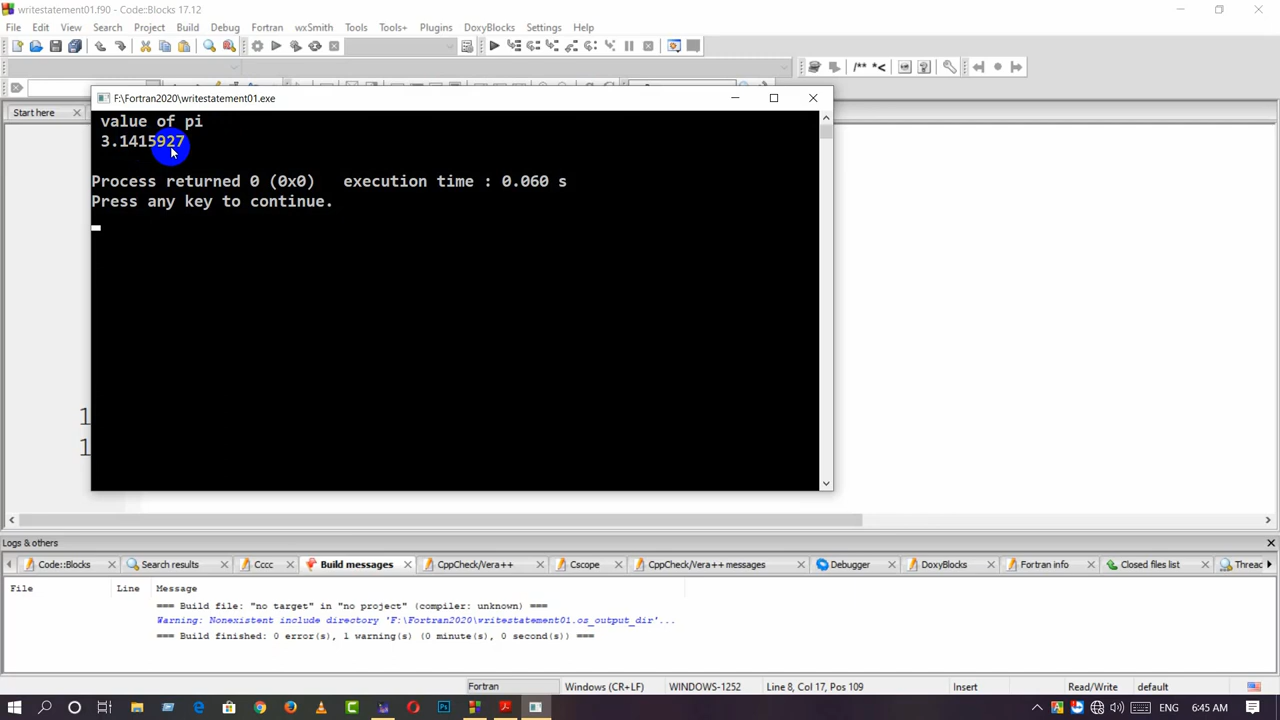 writestatement01.f90 - Code::Blocks 17.12
File Edit View Search Project Build Debug Fortran wxSmith Tools Tools+ Plugins DoxyBlocks Settings Help
/** *<
Start here
F:\Fortran2020\writestatement01.exe
value of pi
3.1415927
Process returned 0 (0x0) execution time : 0.060 s
Press any key to continue.
1
1
Logs & others
Code::Blocks Search results Cccc Build messages CppCheck/Vera++ Cscope CppCheck/Vera++ messages Debugger DoxyBlocks Fortran info Closed files list Threa
File Line Message
=== Build file: "no target" in "no project" (compiler: unknown) ===
Warning: Nonexistent include directory 'F:\Fortran2020\writestatement01.os_output_dir'...
=== Build finished: 0 error(s), 1 warning(s) (0 minute(s), 0 second(s)) ===
Fortran Windows (CR+LF) WINDOWS-1252 Line 8, Col 17, Pos 109 Insert Read/Write default
ENG 6:45 AM